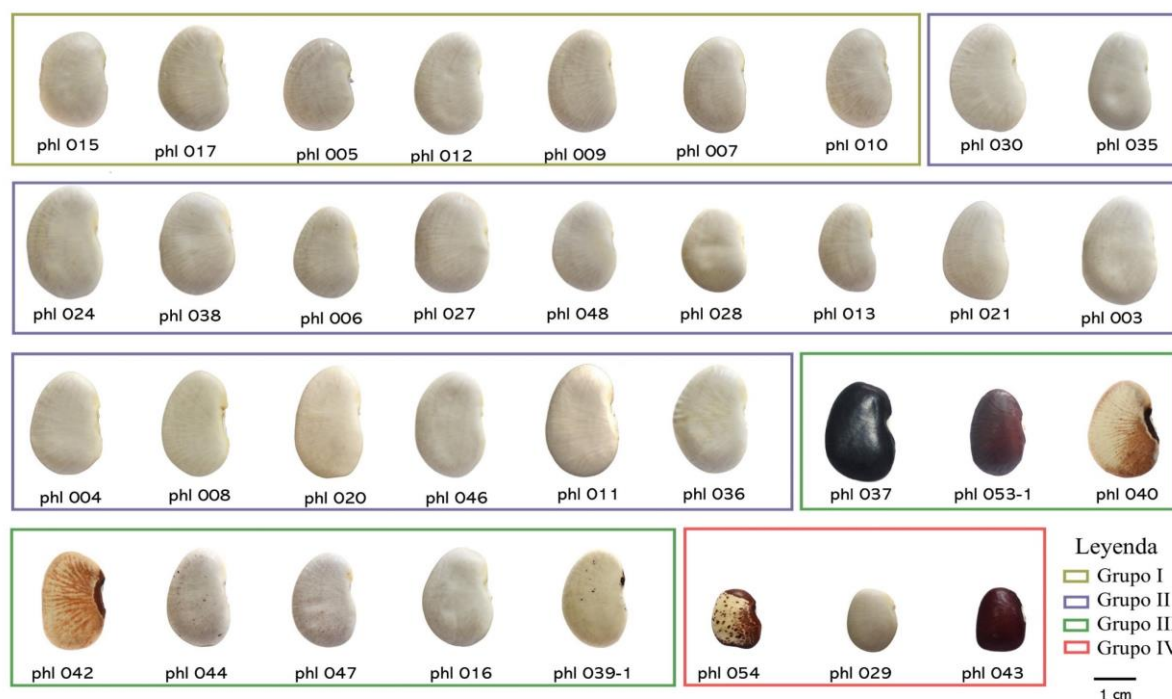 phl 015 phl 017 phl 005 phl 012 phl 009 phl 007 phl 010 phl 030 phl 035
phl 024 phl 038 phl 006 phl 027 phl 048 phl 028 phl 013 phl 021 phl 003
phl 004 phl 008 phl 020 phl 046 phl 011 phl 036 phl 037 phl 053-1 phl 040
phl 042 phl 044 phl 047 phl 016 phl 039-1 phl 054 phl 029 phl 043
Leyenda
Grupo I
Grupo II
Grupo III
Grupo IV
1 cm